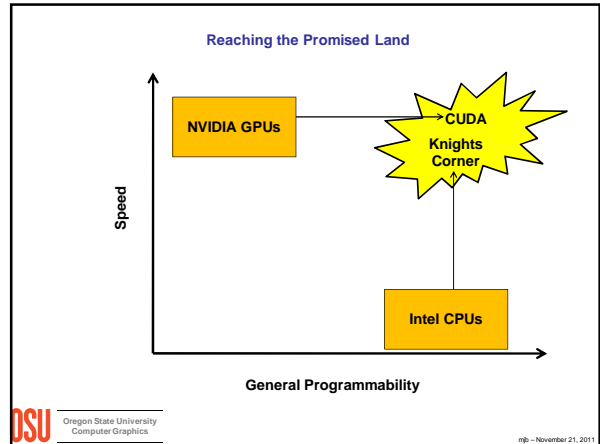 Reaching the Promised Land
NVIDIA GPUs
CUDA
Knights
Corner
Speed
Intel CPUs
General Programmability
OSU
Oregon State University
Computer Graphics
mjb – November 21, 2011